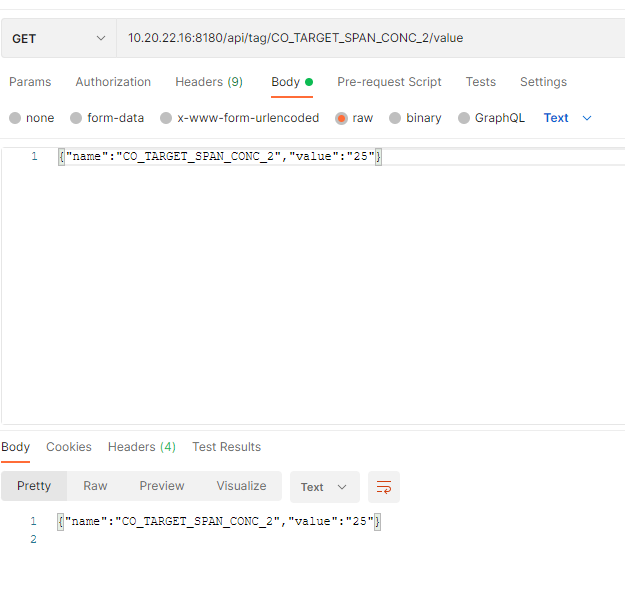 GET 10.20.22.16:8180/api/tag/CO_TARGET_SPAN_CONC_2/value
Params Authorization Headers (9) Body Pre-request Script Tests Settings
none form-data x-www-form-urlencoded raw binary GraphQL Text
1 {"name":"CO_TARGET_SPAN_CONC_2","value":"25"}
Body Cookies Headers (4) Test Results
Pretty Raw Preview Visualize Text
1 {"name":"CO_TARGET_SPAN_CONC_2","value":"25"}
2